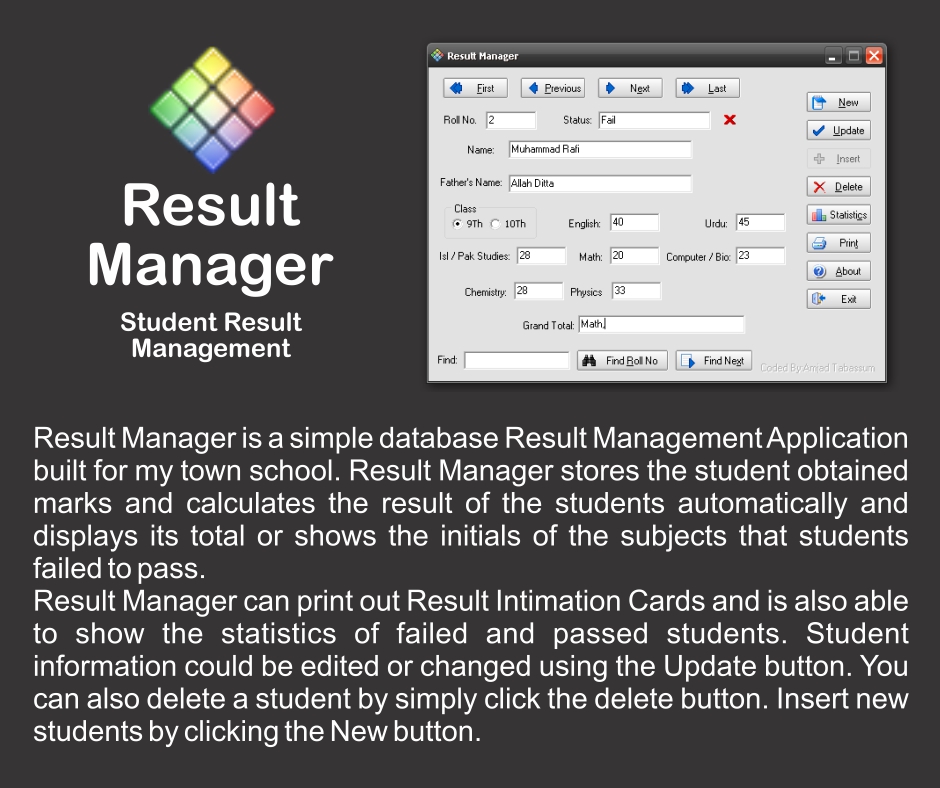 Result
Manager
Student Result
Management
Result Manager
First Previous Next Last
Roll No. 2 Status: Fail
Name: Muhammad Rafi
Father's Name: Allah Ditta
Class
9Th 10Th English: 40 Urdu: 45
Isl / Pak Studies: 28 Math: 20 Computer / Bio: 23
Chemistry: 28 Physics 33
Grand Total: Math,
Find: Find Roll No Find Next
New
Update
Insert
Delete
Statistics
Print
About
Exit
Coded By:Amjad Tabassum
Result Manager is a simple database Result Management Application
built for my town school. Result Manager stores the student obtained
marks and calculates the result of the students automatically and
displays its total or shows the initials of the subjects that students
failed to pass.
Result Manager can print out Result Intimation Cards and is also able
to show the statistics of failed and passed students. Student
information could be edited or changed using the Update button. You
can also delete a student by simply click the delete button. Insert new
students by clicking the New button.